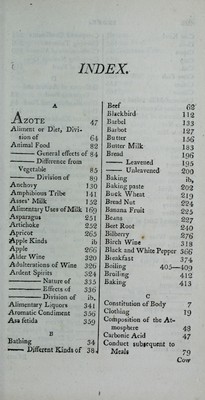 INDEX.
A
AZOTE 47
Aliment or Diet, Divi-
sion of 64
Animal Food 82
—— General effects of 84
—— Difference from
Vegetable 85
—— Division of 89
Anchovy 130
Amphibious Tribe 141
Asses' Milk 152
Alimentary Uses of Milk 169
Asparagus 251
Artichoke 252
Apricot 265
Apple Kinds ib
Apple 266
Alder Wine 320
Adulterations of Wine 326
Ardent Spirits 324
—— Nature of 335
—— Effects of 336
—— Division of ib.
Alimentary Liquors 341
Aromatic Condiment 356
Asa fetida 359
B
Bathing 34
—— Different Kinds of 38
Beef 62
Blackbird 112
Barbel 133
Barbot 127
Butter 156
Butter Milk 183
Bread 196
—— Leavened 195
—— Unleavened 200
Baking ib,
Baking paste 202
Buck Wheat 219
Bread Nut 224
Banana Fruit 225
Beans 227
Beet Root 240
Bilberry 276
Birch Wine 318
Black and White Pepper 366
Breakfast 374
Boiling 405—409
Broiling 412
Baking 413
C
Constitution of Body 7
Clothing 19
Composition of the At-
mosphere 43
Carbonic Acid 47
Conduct subsequent to
Meals 79
Cow